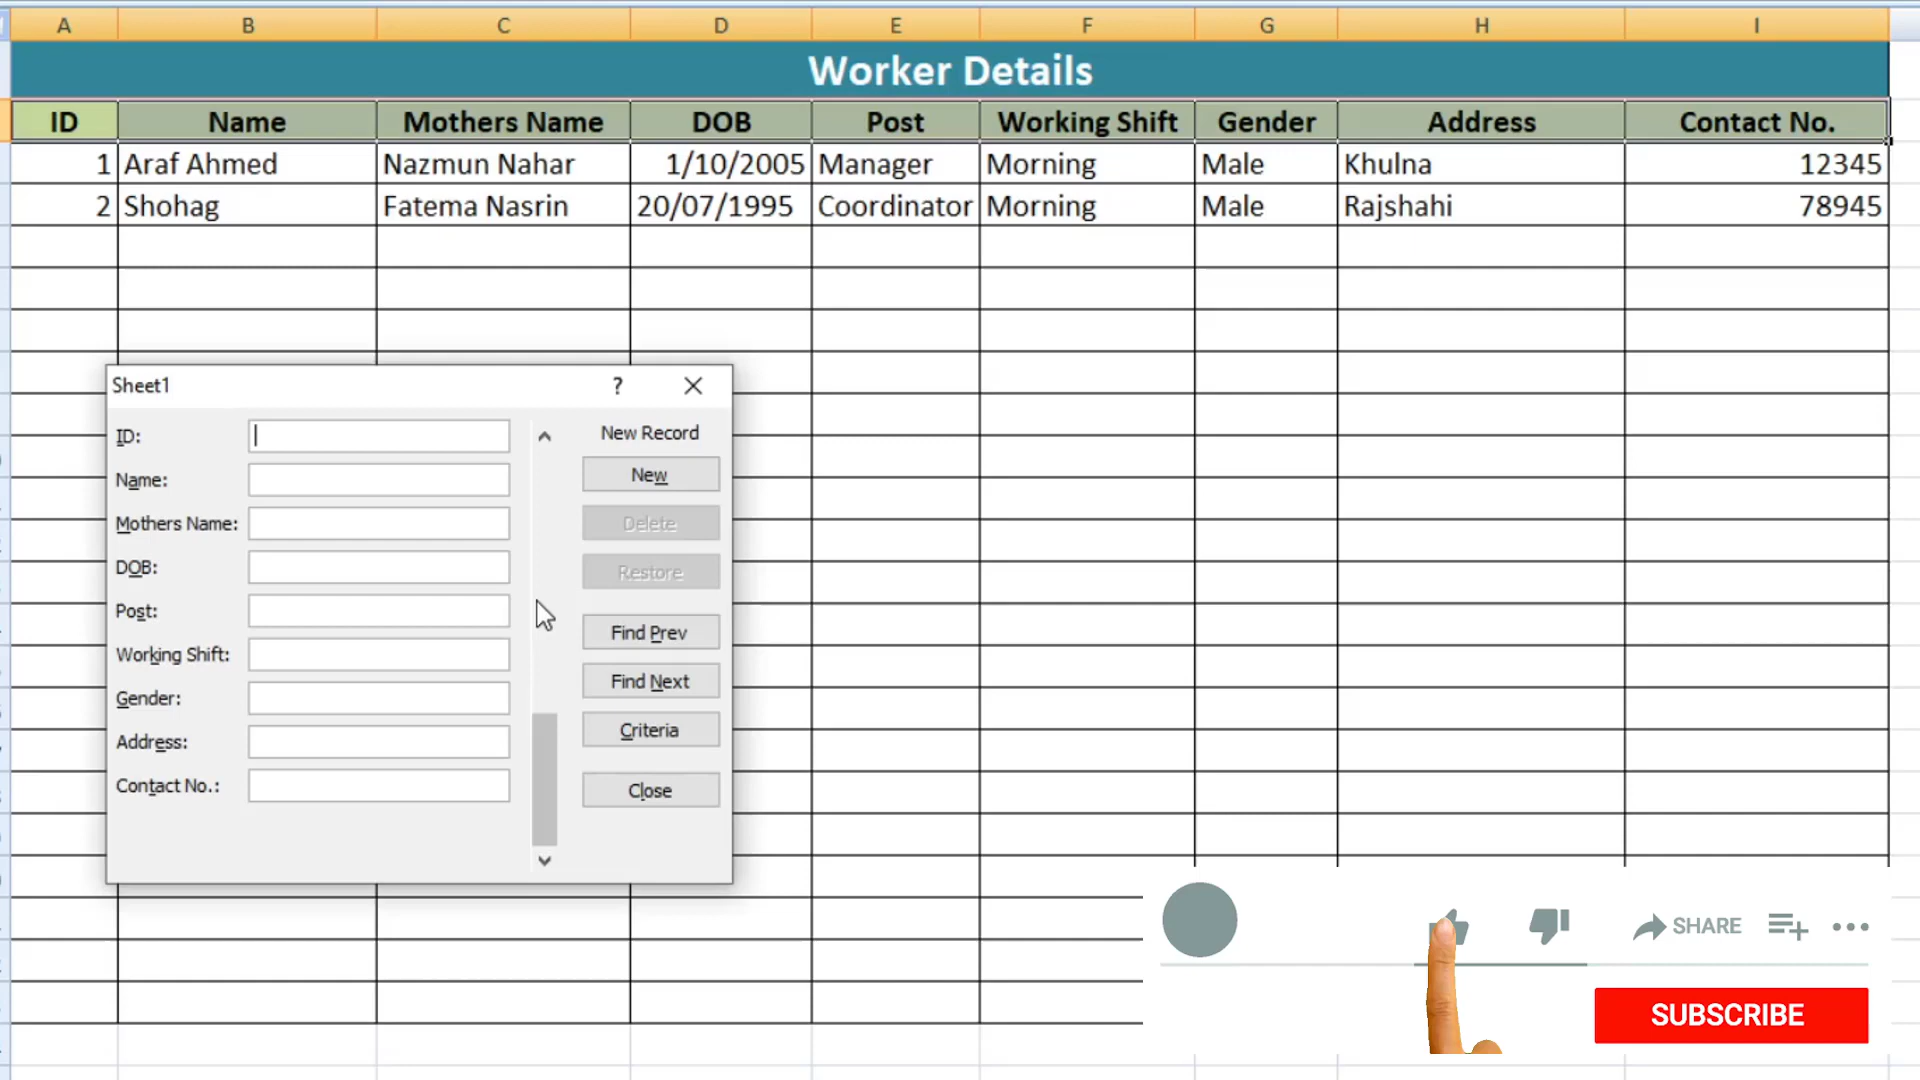 A B C D E F G H I
Worker Details
ID Name Mothers Name DOB Post Working Shift Gender Address Contact No.
1 Araf Ahmed Nazmun Nahar 1/10/2005 Manager Morning Male Khulna 12345
2 Shohag Fatema Nasrin 20/07/1995 Coordinator Morning Male Rajshahi 78945
Sheet1 ?
ID: New Record
New
Name:
Mothers Name: Delete
DOB: Restore
Post:
Find Prev
Working Shift:
Find Next
Gender:
Criteria
Address:
Contact No.: Close
SHARE
SUBSCRIBE